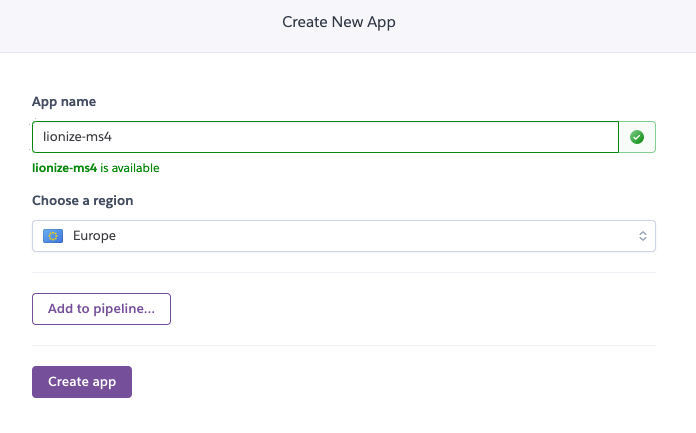 Create New App
App name
lionize-ms4
lionize-ms4 is available
Choose a region
Europe
Add to pipeline...
Create app